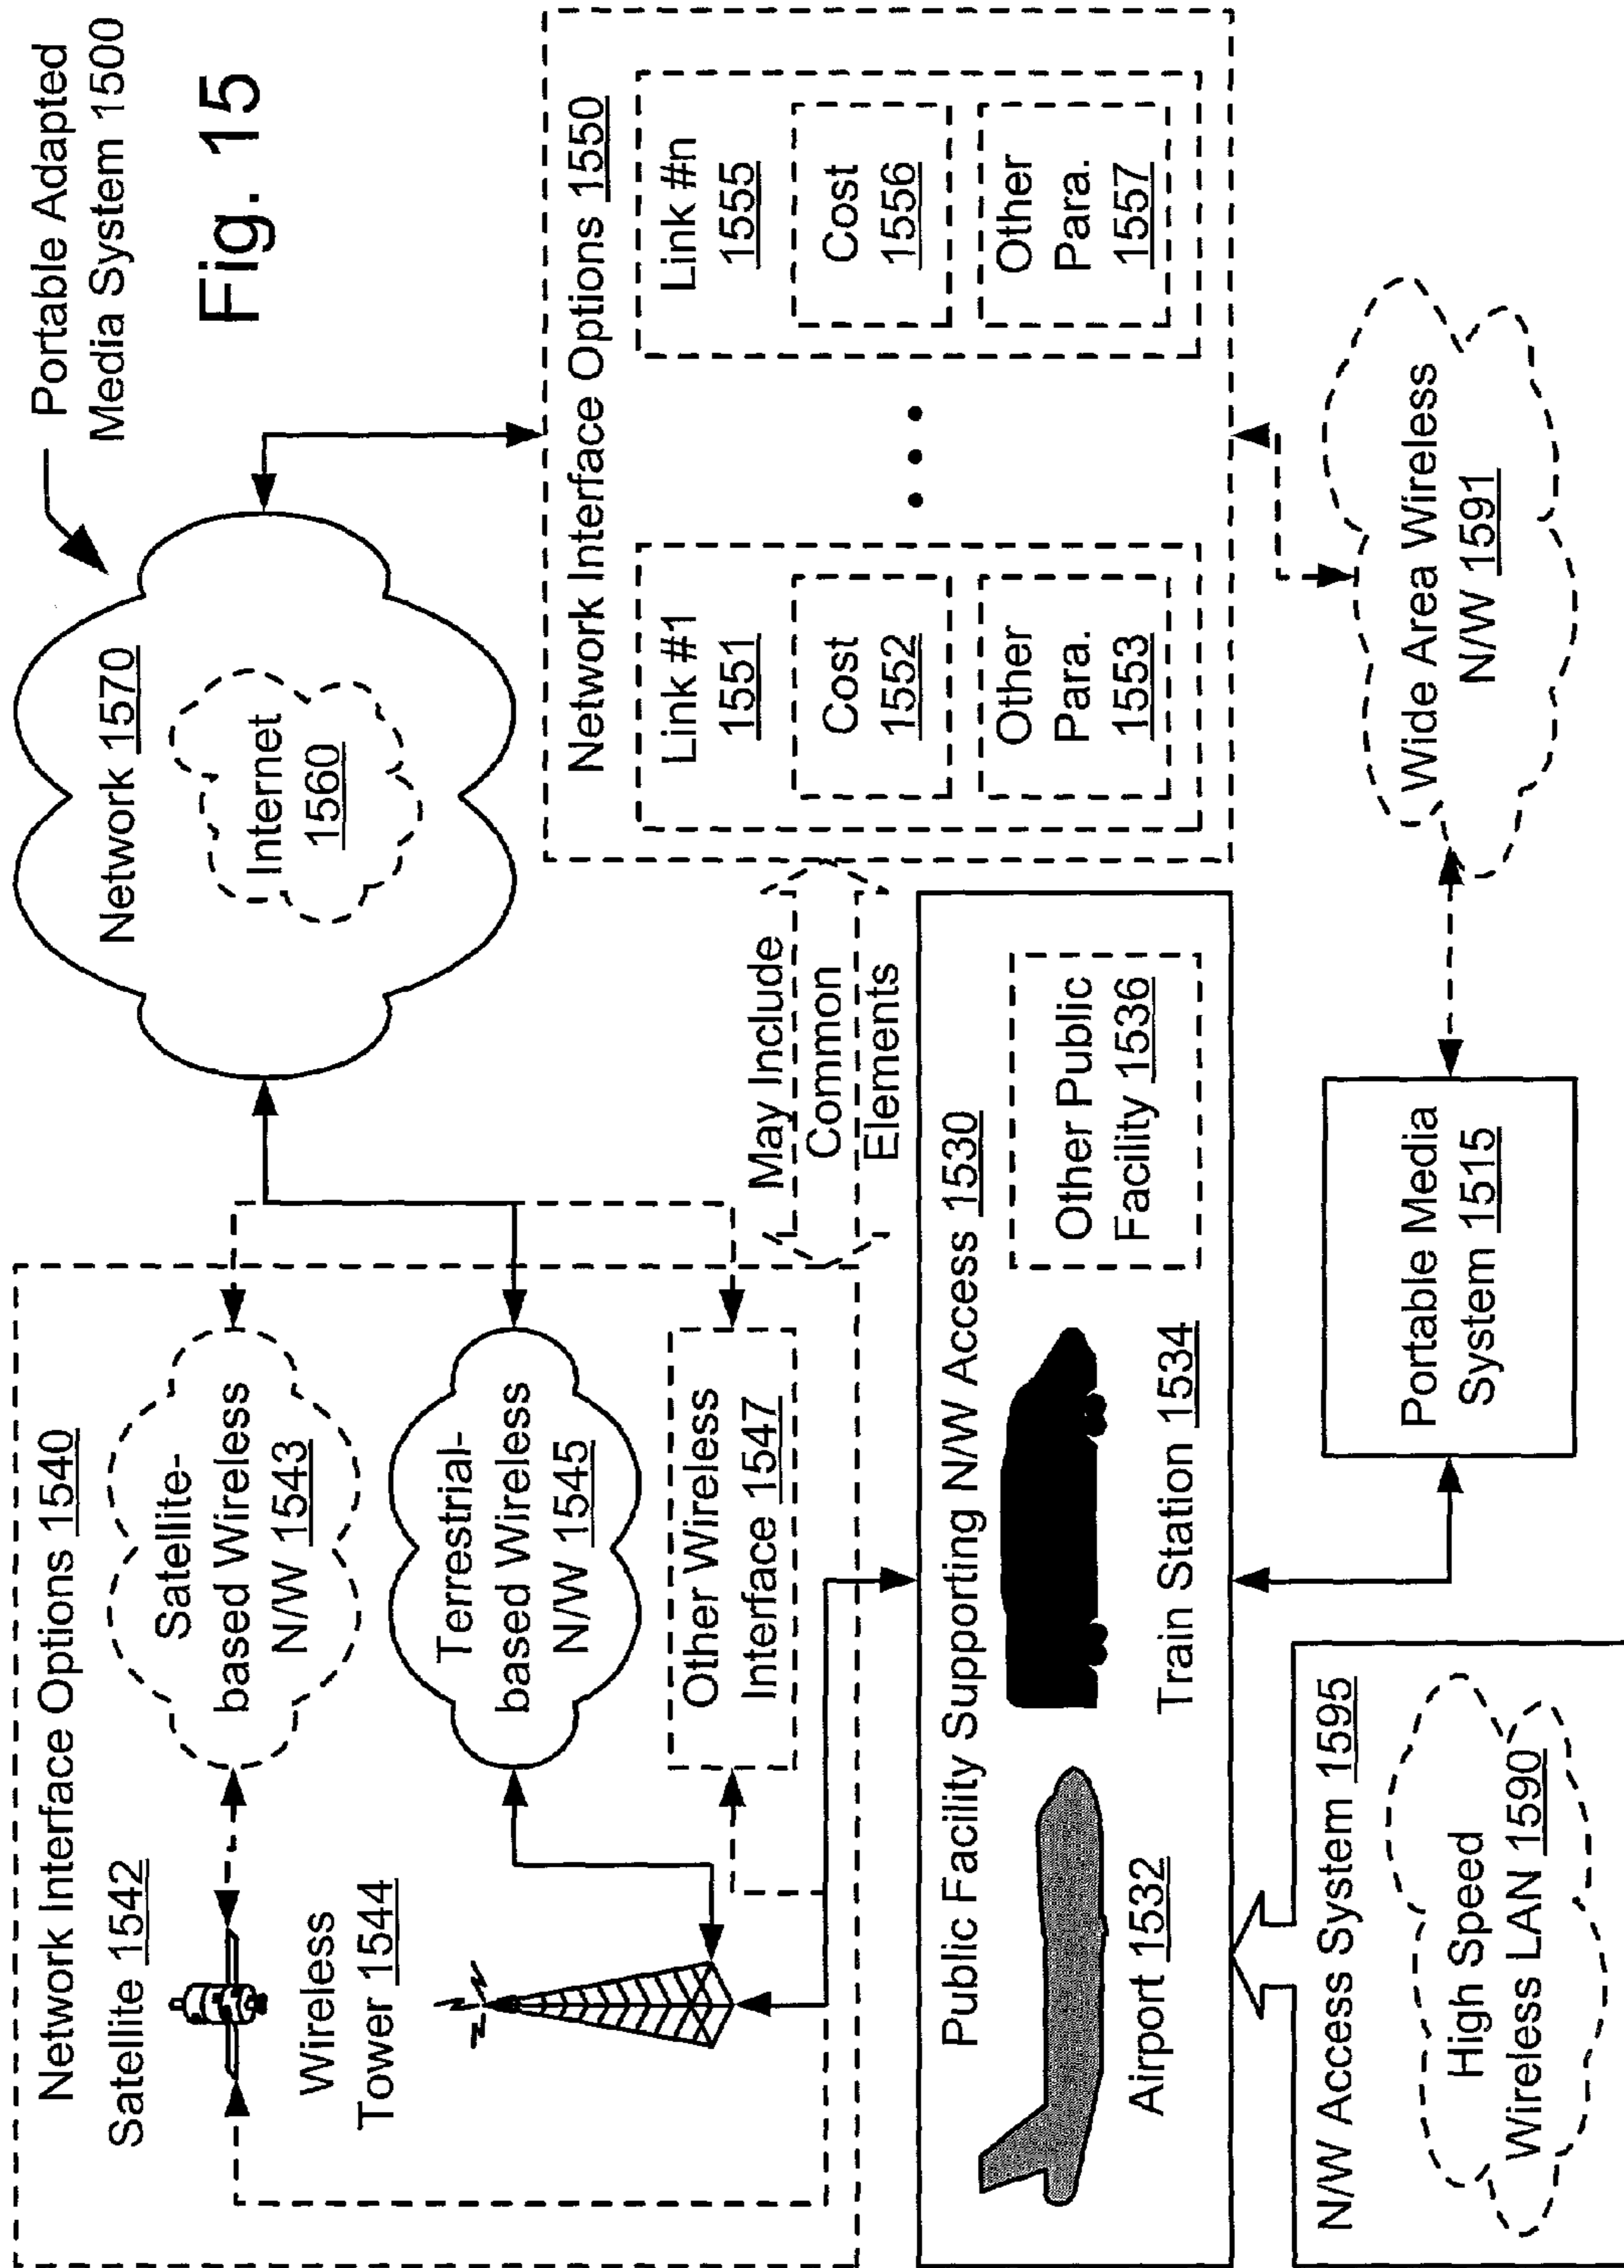 Portable Adapted
Media System 1500
Fig. 15
Network Interface Options 1540
Satellite 1542
Satellite-
based Wireless
N/W 1543
Wireless
Tower 1544
Terrestrial-
based Wireless
N/W 1545
Other Wireless
Interface 1547
Network 1570
Internet
1560
May Include
Common
Elements
Network Interface Options 1550
Link #1
1551
Cost
1552
Other
Para.
1553
Link #n
1555
Cost
1556
Other
Para.
1557
Public Facility Supporting N/W Access 1530
Airport 1532
Train Station 1534
Other Public
Facility 1536
N/W Access System 1595
High Speed
Wireless LAN 1590
Portable Media
System 1515
Wide Area Wireless
N/W 1591